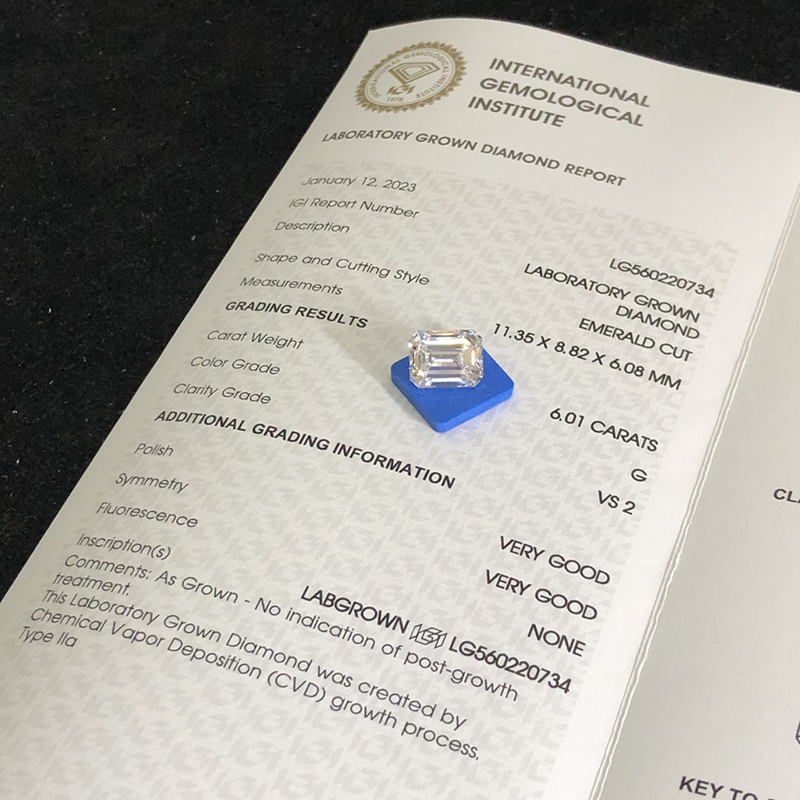 INTERNATIONAL
GEMOLOGICAL
INSTITUTE
LABORATORY GROWN DIAMOND REPORT
January 12, 2023
IGI Report Number LG560220734
Description LABORATORY GROWN
DIAMOND
Shape and Cutting Style EMERALD CUT
Measurements 11.35 X 8.82 X 6.08 MM
GRADING RESULTS
Carat Weight 6.01 CARATS
Color Grade G
Clarity Grade VS 2
ADDITIONAL GRADING INFORMATION
Polish VERY GOOD
Symmetry VERY GOOD
Fluorescence NONE
Inscription(s) LABGROWN IGI LG560220734
Comments: As Grown - No indication of post-growth
treatment.
This Laboratory Grown Diamond was created by
Chemical Vapor Deposition (CVD) growth process.
Type IIa
KEY TO